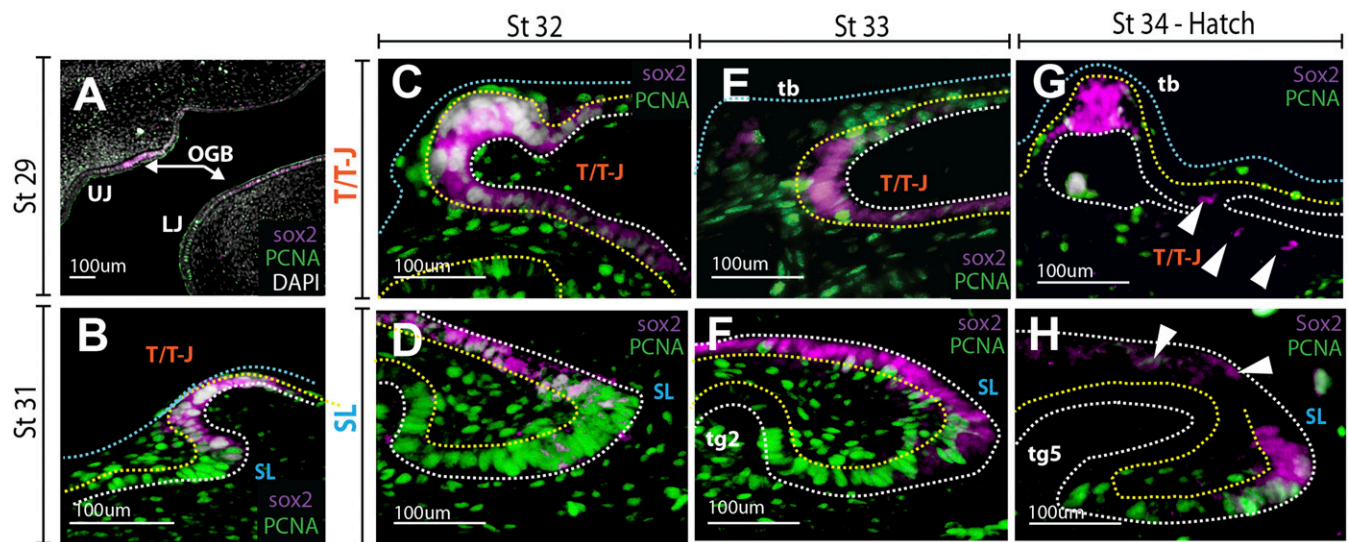 St 32
St 33
St 34 - Hatch
St 29
A
OGB
UJ
LJ
sox2
PCNA
DAPI
100um
T/T-J
C
sox2
PCNA
T/T-J
100um
E
tb
T/T-J
sox2
PCNA
100um
G
tb
Sox2
PCNA
T/T-J
100um
St 31
B
T/T-J
SL
sox2
PCNA
100um
SL
D
sox2
PCNA
SL
100um
F
sox2
PCNA
SL
tg2
100um
H
Sox2
PCNA
SL
tg5
100um